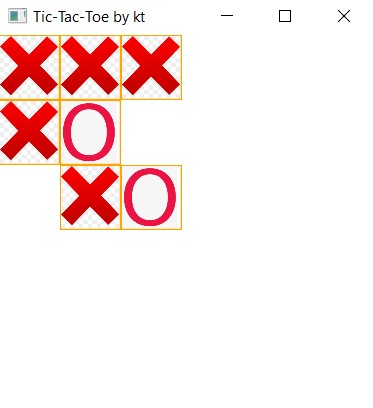 Tic-Tac-Toe by kt
X X X
X O
X O